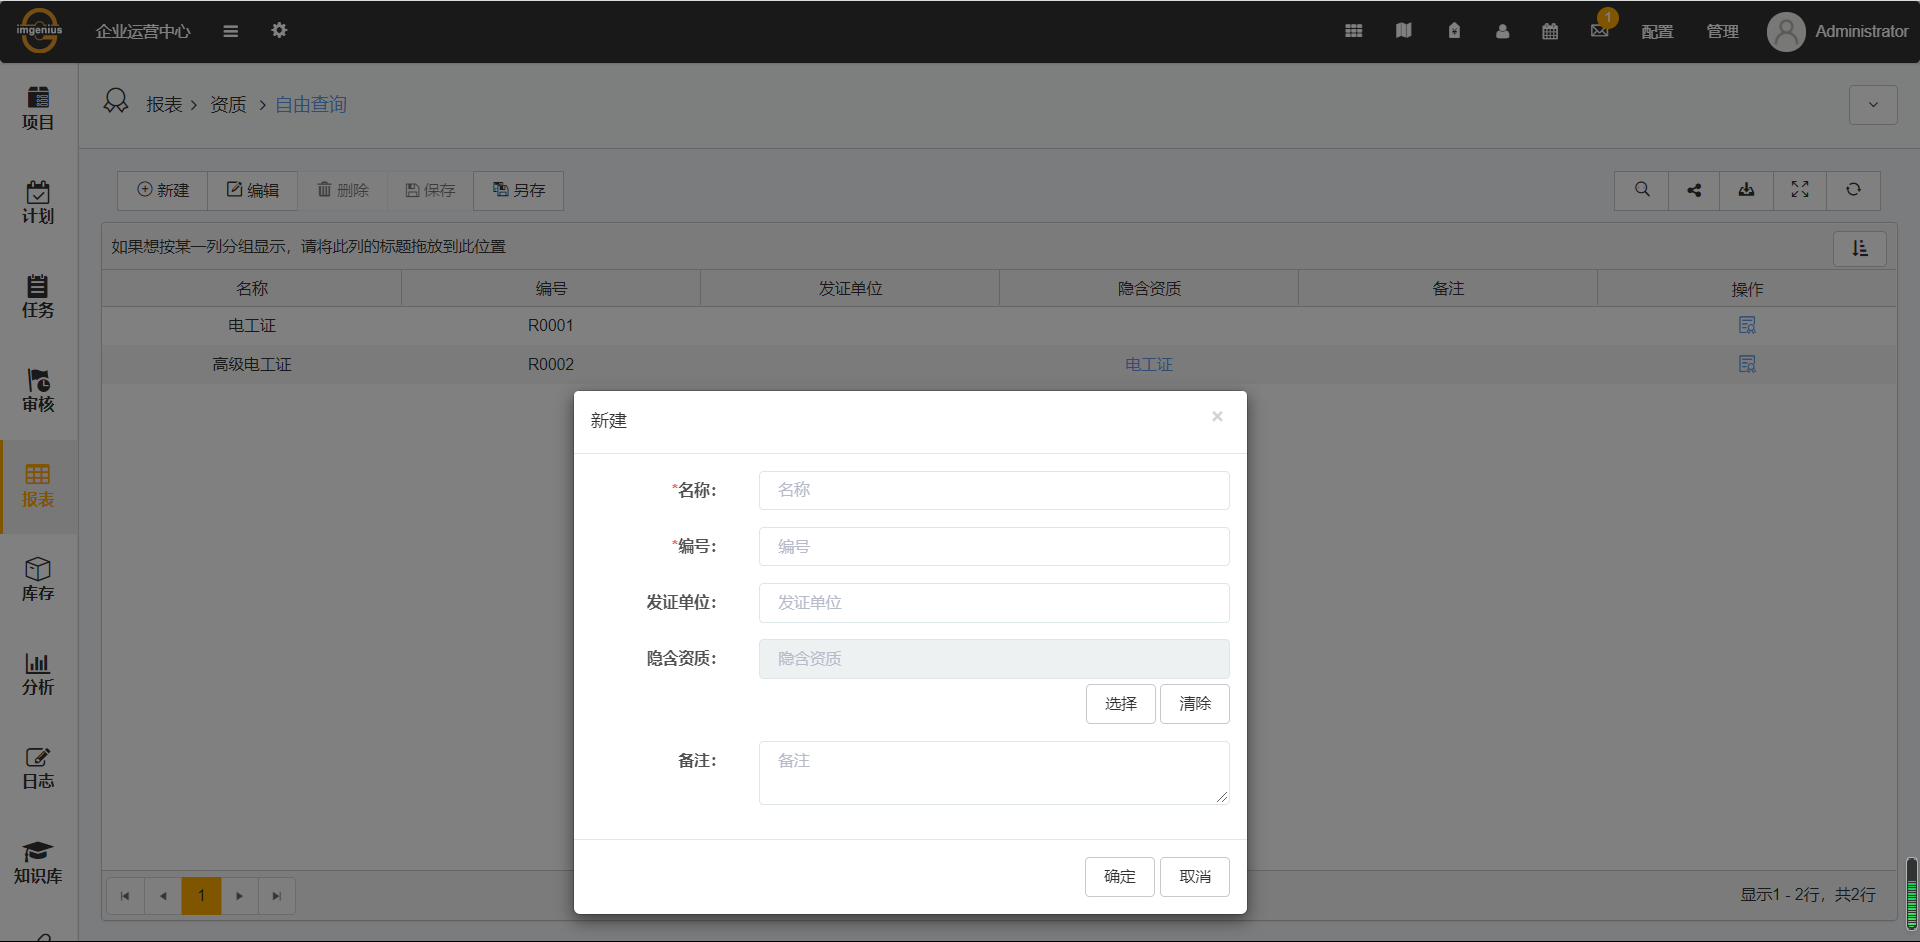 imgenius
企业运营中心
1
配置
管理
Administrator
项目
计划
任务
审核
报表
库存
分析
日志
知识库
报表 > 资质 > 自由查询
新建 编辑 删除 保存 另存
如果想按某一列分组显示，请将此列的标题拖放到此位置
名称 编号 发证单位 隐含资质 备注 操作
电工证 R0001
高级电工证 R0002 电工证
新建 ×
*名称： 名称
*编号： 编号
发证单位： 发证单位
隐含资质： 隐含资质
选择 清除
备注： 备注
确定 取消
1
显示1 - 2行，共2行